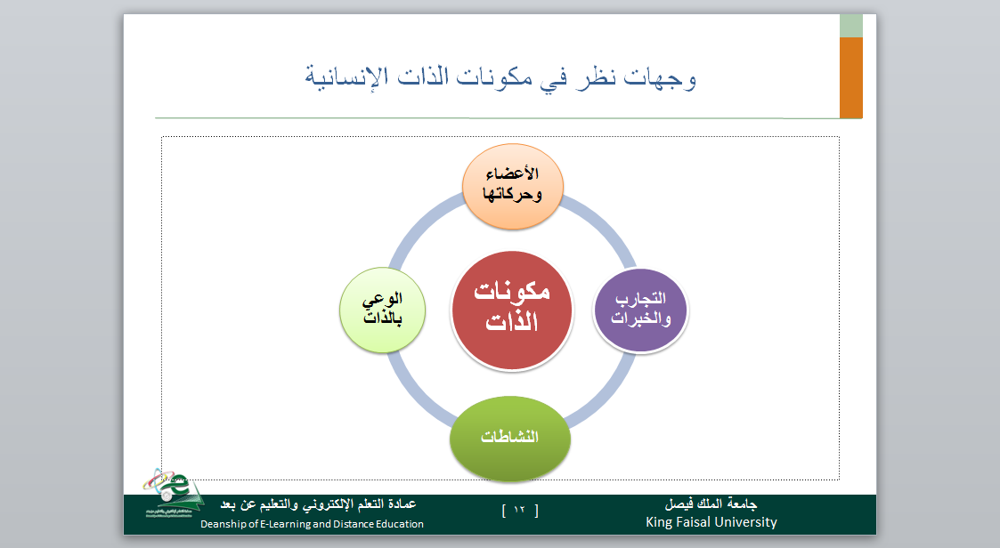 وجهات نظر في مكونات الذات الإنسانية
الأعضاء
وحركاتها
التجارب
والخبرات
مكونات
الذات
الوعي
بالذات
النشاطات
جامعة الملك فيصل
King Faisal University
[ ١٢ ]
عمادة التعلم الإلكتروني والتعليم عن بعد
Deanship of E-Learning and Distance Education